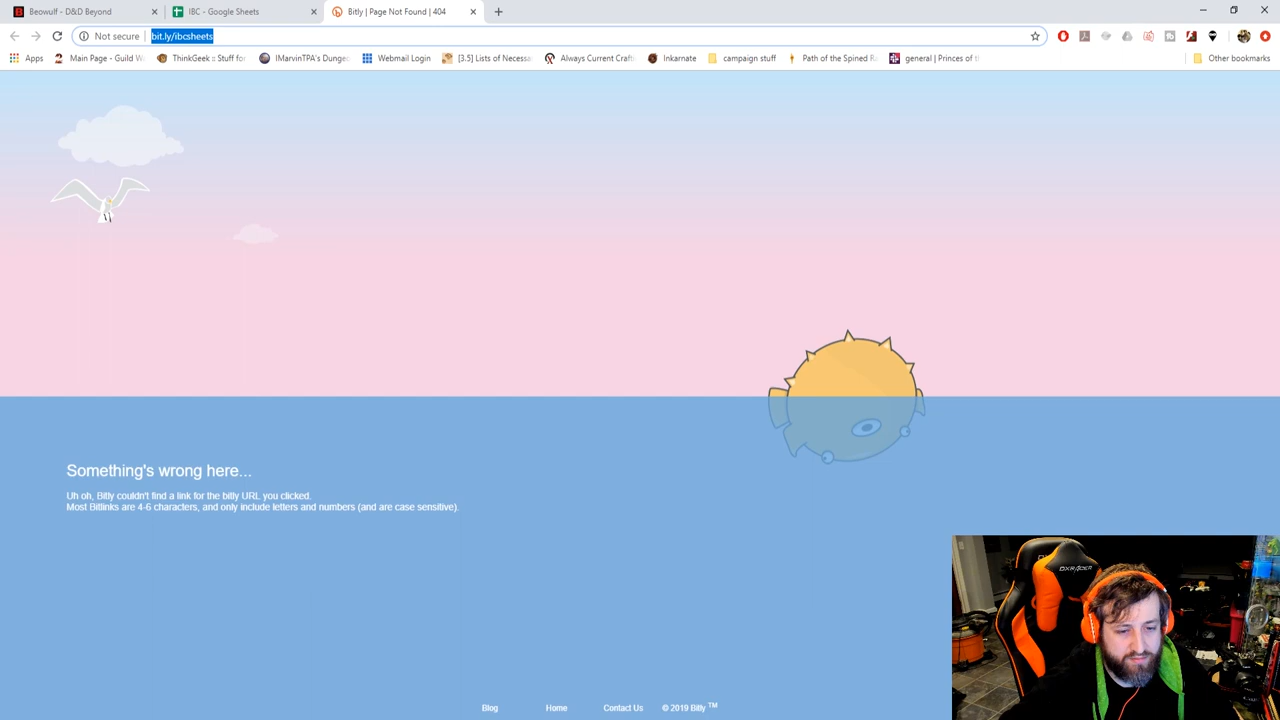 Beowulf - D&D Beyond
IBC - Google Sheets
Bitly | Page Not Found | 404
Not secure
bit.ly/ibcsheets
Apps
Main Page - Guild W
ThinkGeek :: Stuff for
IMarvinTPA's Dunge
Webmail Login
[3.5] Lists of Necessa
Always Current Craft
Inkarnate
campaign stuff
Path of the Spined R
general | Princes of t
Other bookmarks
Something's wrong here...
Uh oh, Bitly couldn't find a link for the bitly URL you clicked.
Most Bitlinks are 4-6 characters, and only include letters and numbers (and are case sensitive).
DXRACER
Blog
Home
Contact Us
© 2019 Bitly TM